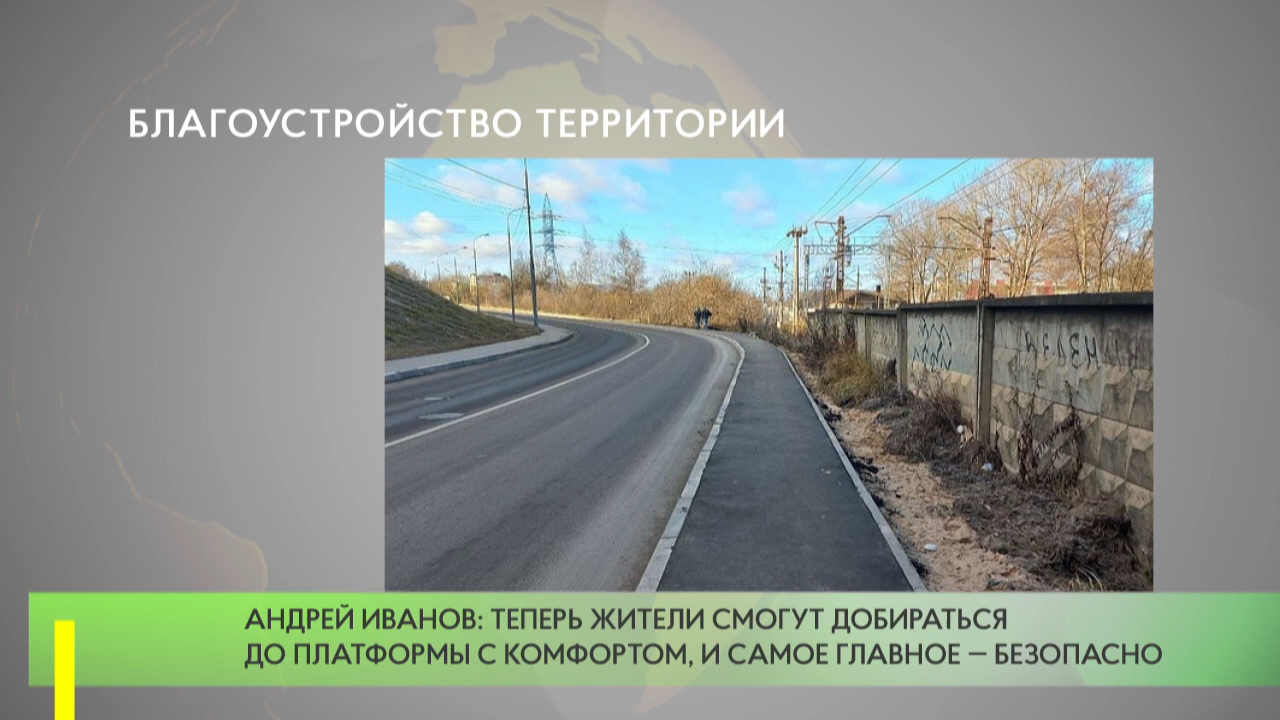 БЛАГОУСТРОЙСТВО ТЕРРИТОРИИ
АНДРЕЙ ИВАНОВ: ТЕПЕРЬ ЖИТЕЛИ СМОГУТ ДОБИРАТЬСЯ
ДО ПЛАТФОРМЫ С КОМФОРТОМ, И САМОЕ ГЛАВНОЕ — БЕЗОПАСНО